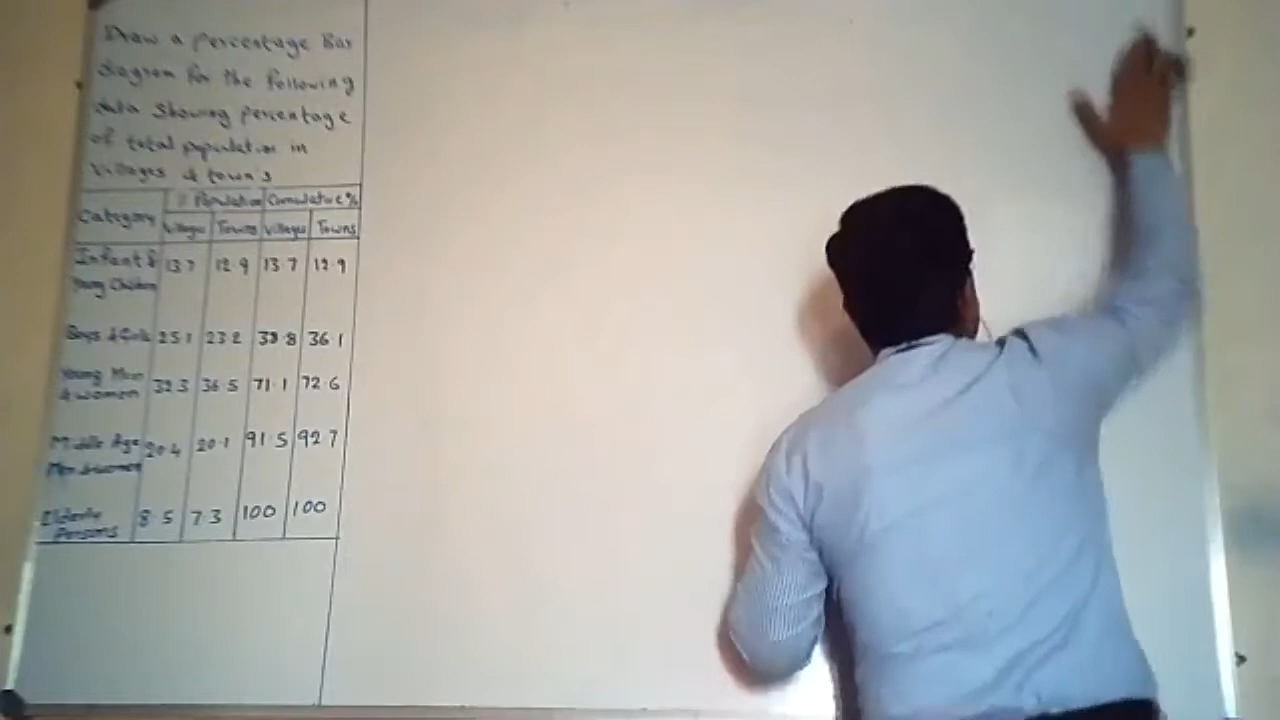 Draw a Percentage Bar
diagram for the following
data showing percentage
of total population in
Villages & town's
Category % Population Cumulative %
Villages Towns Villages Towns
Infant & 13.7 12.9 13.7 12.9
Young Children
Boys & Girls 25.1 23.2 38.8 36.1
Young Men 32.3 36.5 71.1 72.6
& women
Middle Age 20.4 20.1 91.5 92.7
Men & women
Elderly 8.5 7.3 100 100
Persons